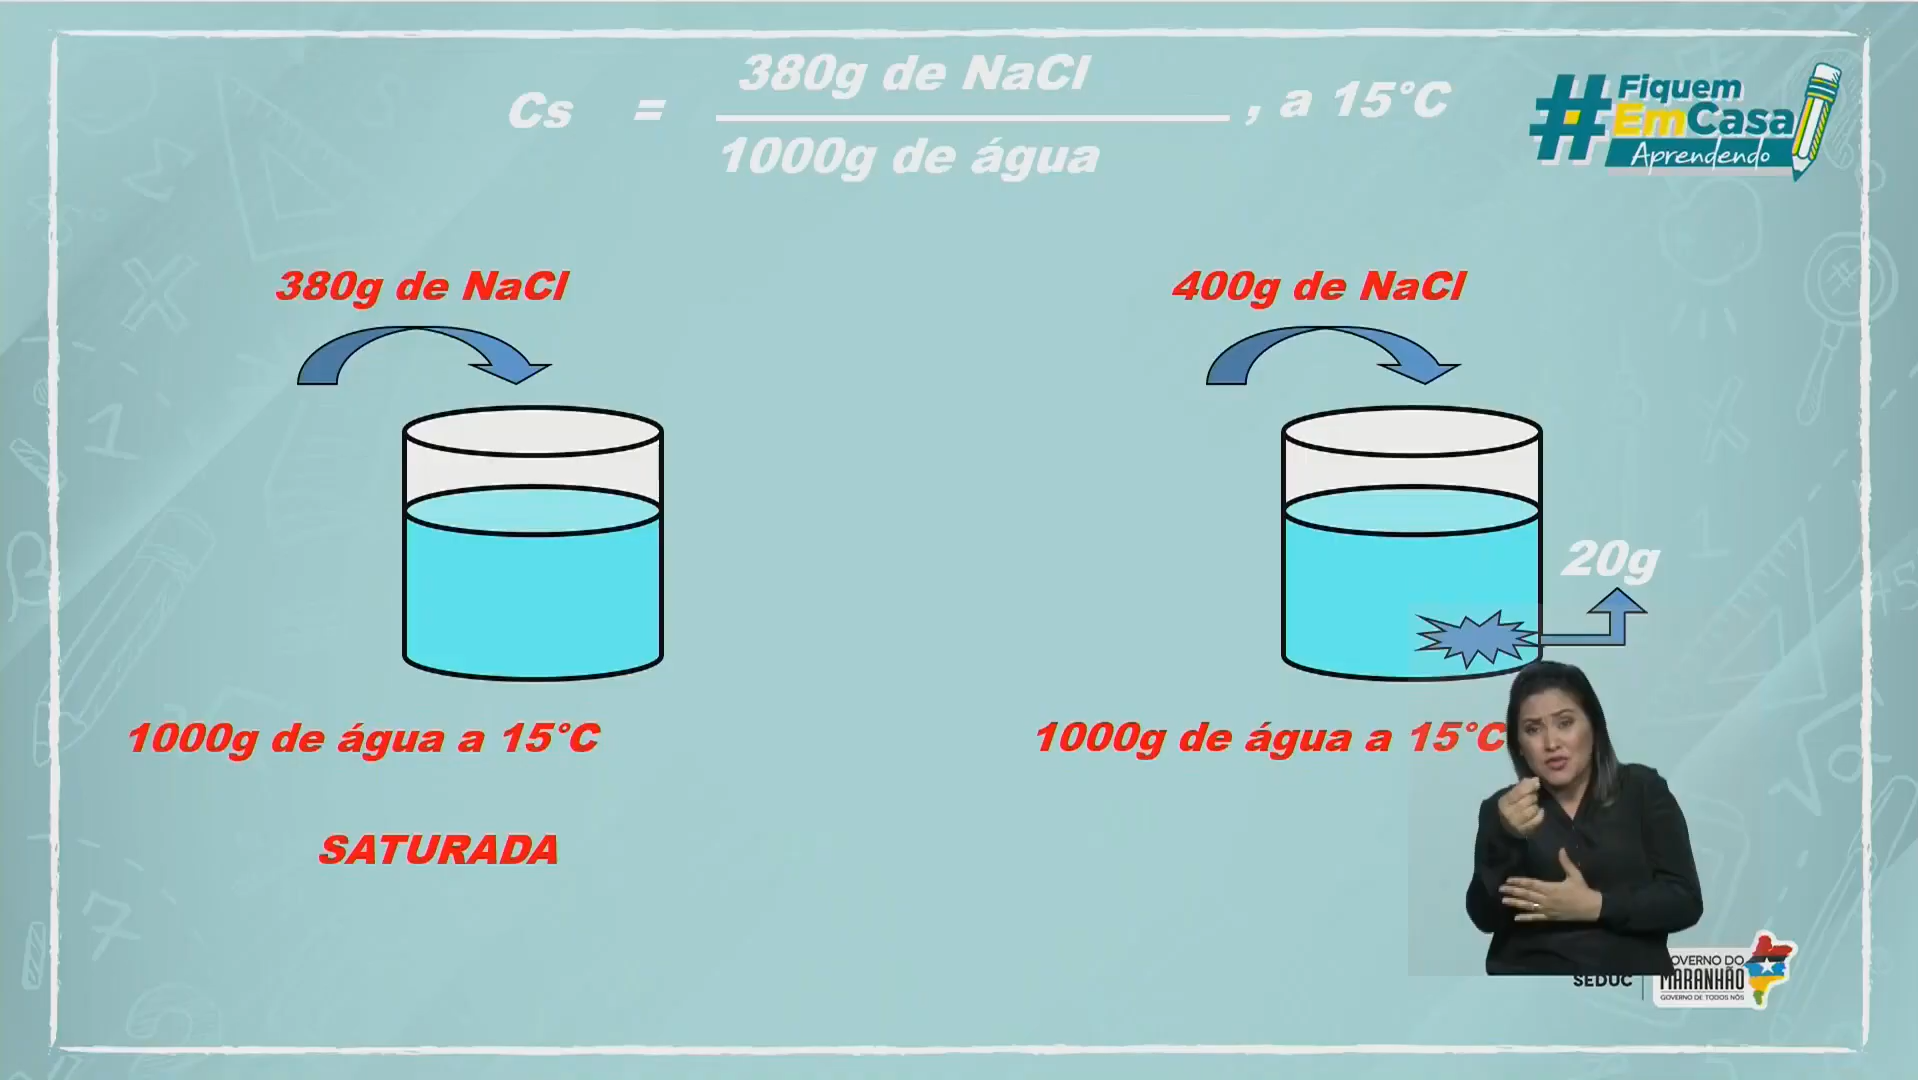 380g de NaCl
Cs = , a 15°C
1000g de água
#Fiquem
EmCasa
Aprendendo
380g de NaCl
400g de NaCl
20g
1000g de água a 15°C
1000g de água a 15°C
SATURADA
SEDUC
OVERNO DO
MARANHÃO
GOVERNO DE TODOS NÓS